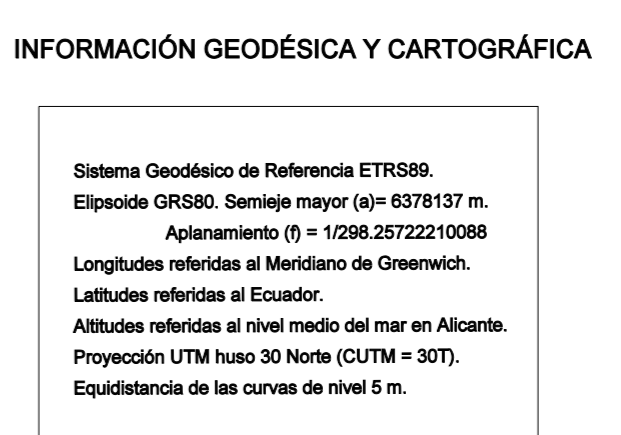 INFORMACIÓN GEODÉSICA Y CARTOGRÁFICA
Sistema Geodésico de Referencia ETRS89.
Elipsoide GRS80. Semieje mayor (a)= 6378137 m.
Aplanamiento (f) = 1/298.25722210088
Longitudes referidas al Meridiano de Greenwich.
Latitudes referidas al Ecuador.
Altitudes referidas al nivel medio del mar en Alicante.
Proyección UTM huso 30 Norte (CUTM = 30T).
Equidistancia de las curvas de nivel 5 m.